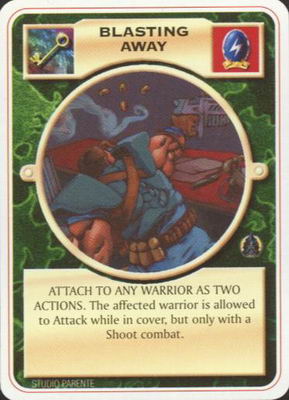 BLASTING
AWAY
ATTACH TO ANY WARRIOR AS TWO
ACTIONS. The affected warrior is allowed
to Attack while in cover, but only with a
Shoot combat.
STUDIO PARENTE